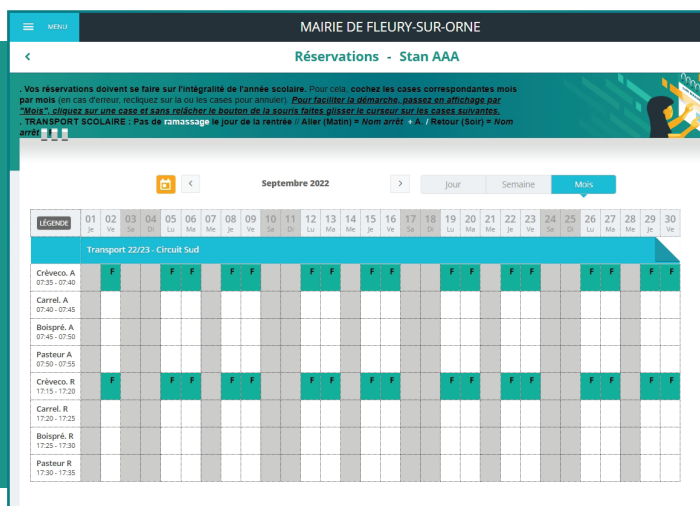 MENU
MAIRIE DE FLEURY-SUR-ORNE
Réservations - Stan AAA
. Vos réservations doivent se faire sur l'intégralité de l'année scolaire. Pour cela, cochez les cases correspondantes mois
par mois (en cas d'erreur, recliquez sur la ou les cases pour annuler). Pour faciliter la démarche, passez en affichage par
"Mois", cliquez sur une case et sans relâcher le bouton de la souris faites glisser le curseur sur les cases suivantes.
. TRANSPORT SCOLAIRE : Pas de ramassage le jour de la rentrée // Aller (Matin) = Nom arrêt + A. / Retour (Soir) = Nom
arrêt
Septembre 2022
Jour Semaine Mois
LÉGENDE 01 02 03 04 05 06 07 08 09 10 11 12 13 14 15 16 17 18 19 20 21 22 23 24 25 26 27 28 29 30
Je Ve Sa Di Lu Ma Me Je Ve Sa Di Lu Ma Me Je Ve Sa Di Lu Ma Me Je Ve Sa Di Lu Ma Me Je Ve
Transport 22/23 - Circuit Sud
Crèveco. A F F F F F F F F F F F F F F F F F
07:35 - 07:40
Carrel. A
07:40 - 07:45
Boispré. A
07:45 - 07:50
Pasteur A
07:50 - 07:55
Crèveco. R F F F F F F F F F F F F F F F F F
17:15 - 17:20
Carrel. R
17:20 - 17:25
Boispré. R
17:25 - 17:30
Pasteur R
17:30 - 17:35